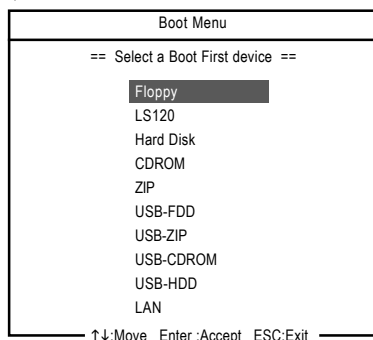 Boot Menu
== Select a Boot First device ==
Floppy
LS120
Hard Disk
CDROM
ZIP
USB-FDD
USB-ZIP
USB-CDROM
USB-HDD
LAN
↑↓:Move Enter :Accept ESC:Exit